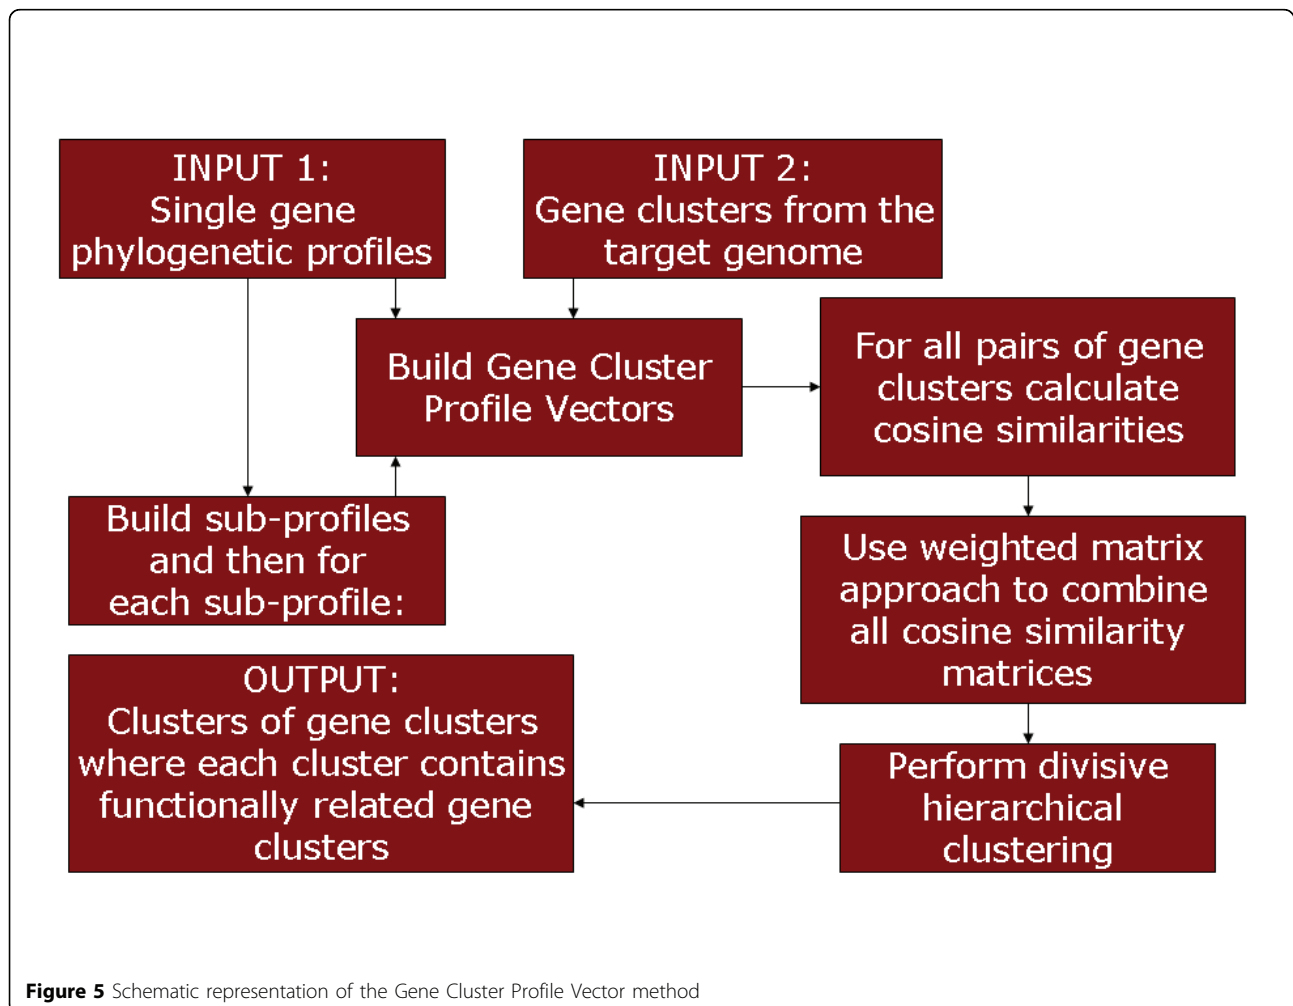 INPUT 1:
Single gene
phylogenetic profiles
INPUT 2:
Gene clusters from the
target genome
Build Gene Cluster
Profile Vectors
For all pairs of gene
clusters calculate
cosine similarities
Build sub-profiles
and then for
each sub-profile:
Use weighted matrix
approach to combine
all cosine similarity
matrices
OUTPUT:
Clusters of gene clusters
where each cluster contains
functionally related gene
clusters
Perform divisive
hierarchical
clustering
Figure 5 Schematic representation of the Gene Cluster Profile Vector method